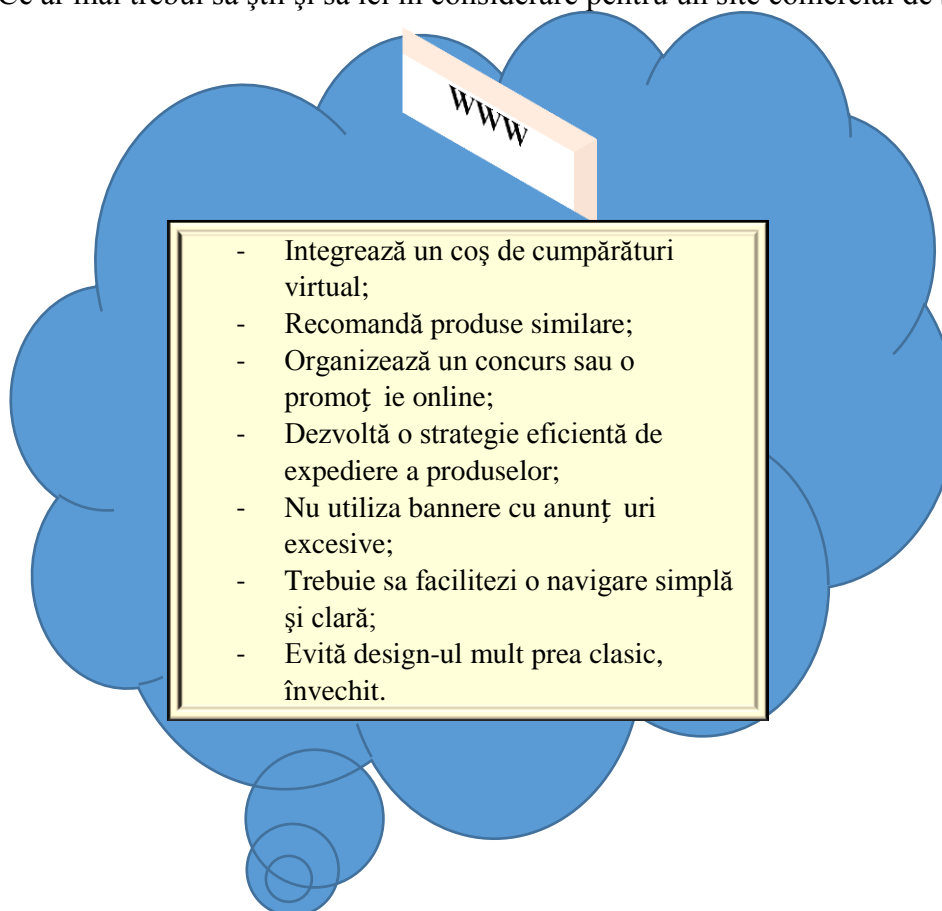 Ce ar mai trebui să ştii şi să iei în considerare pentru un site comercial de
WWW
- Integrează un coş de cumpărături
virtual;
- Recomandă produse similare;
- Organizează un concurs sau o
promoţ ie online;
- Dezvoltă o strategie eficientă de
expediere a produselor;
- Nu utiliza bannere cu anunţ uri
excesive;
- Trebuie sa facilitezi o navigare simplă
şi clară;
- Evită design-ul mult prea clasic,
învechit.